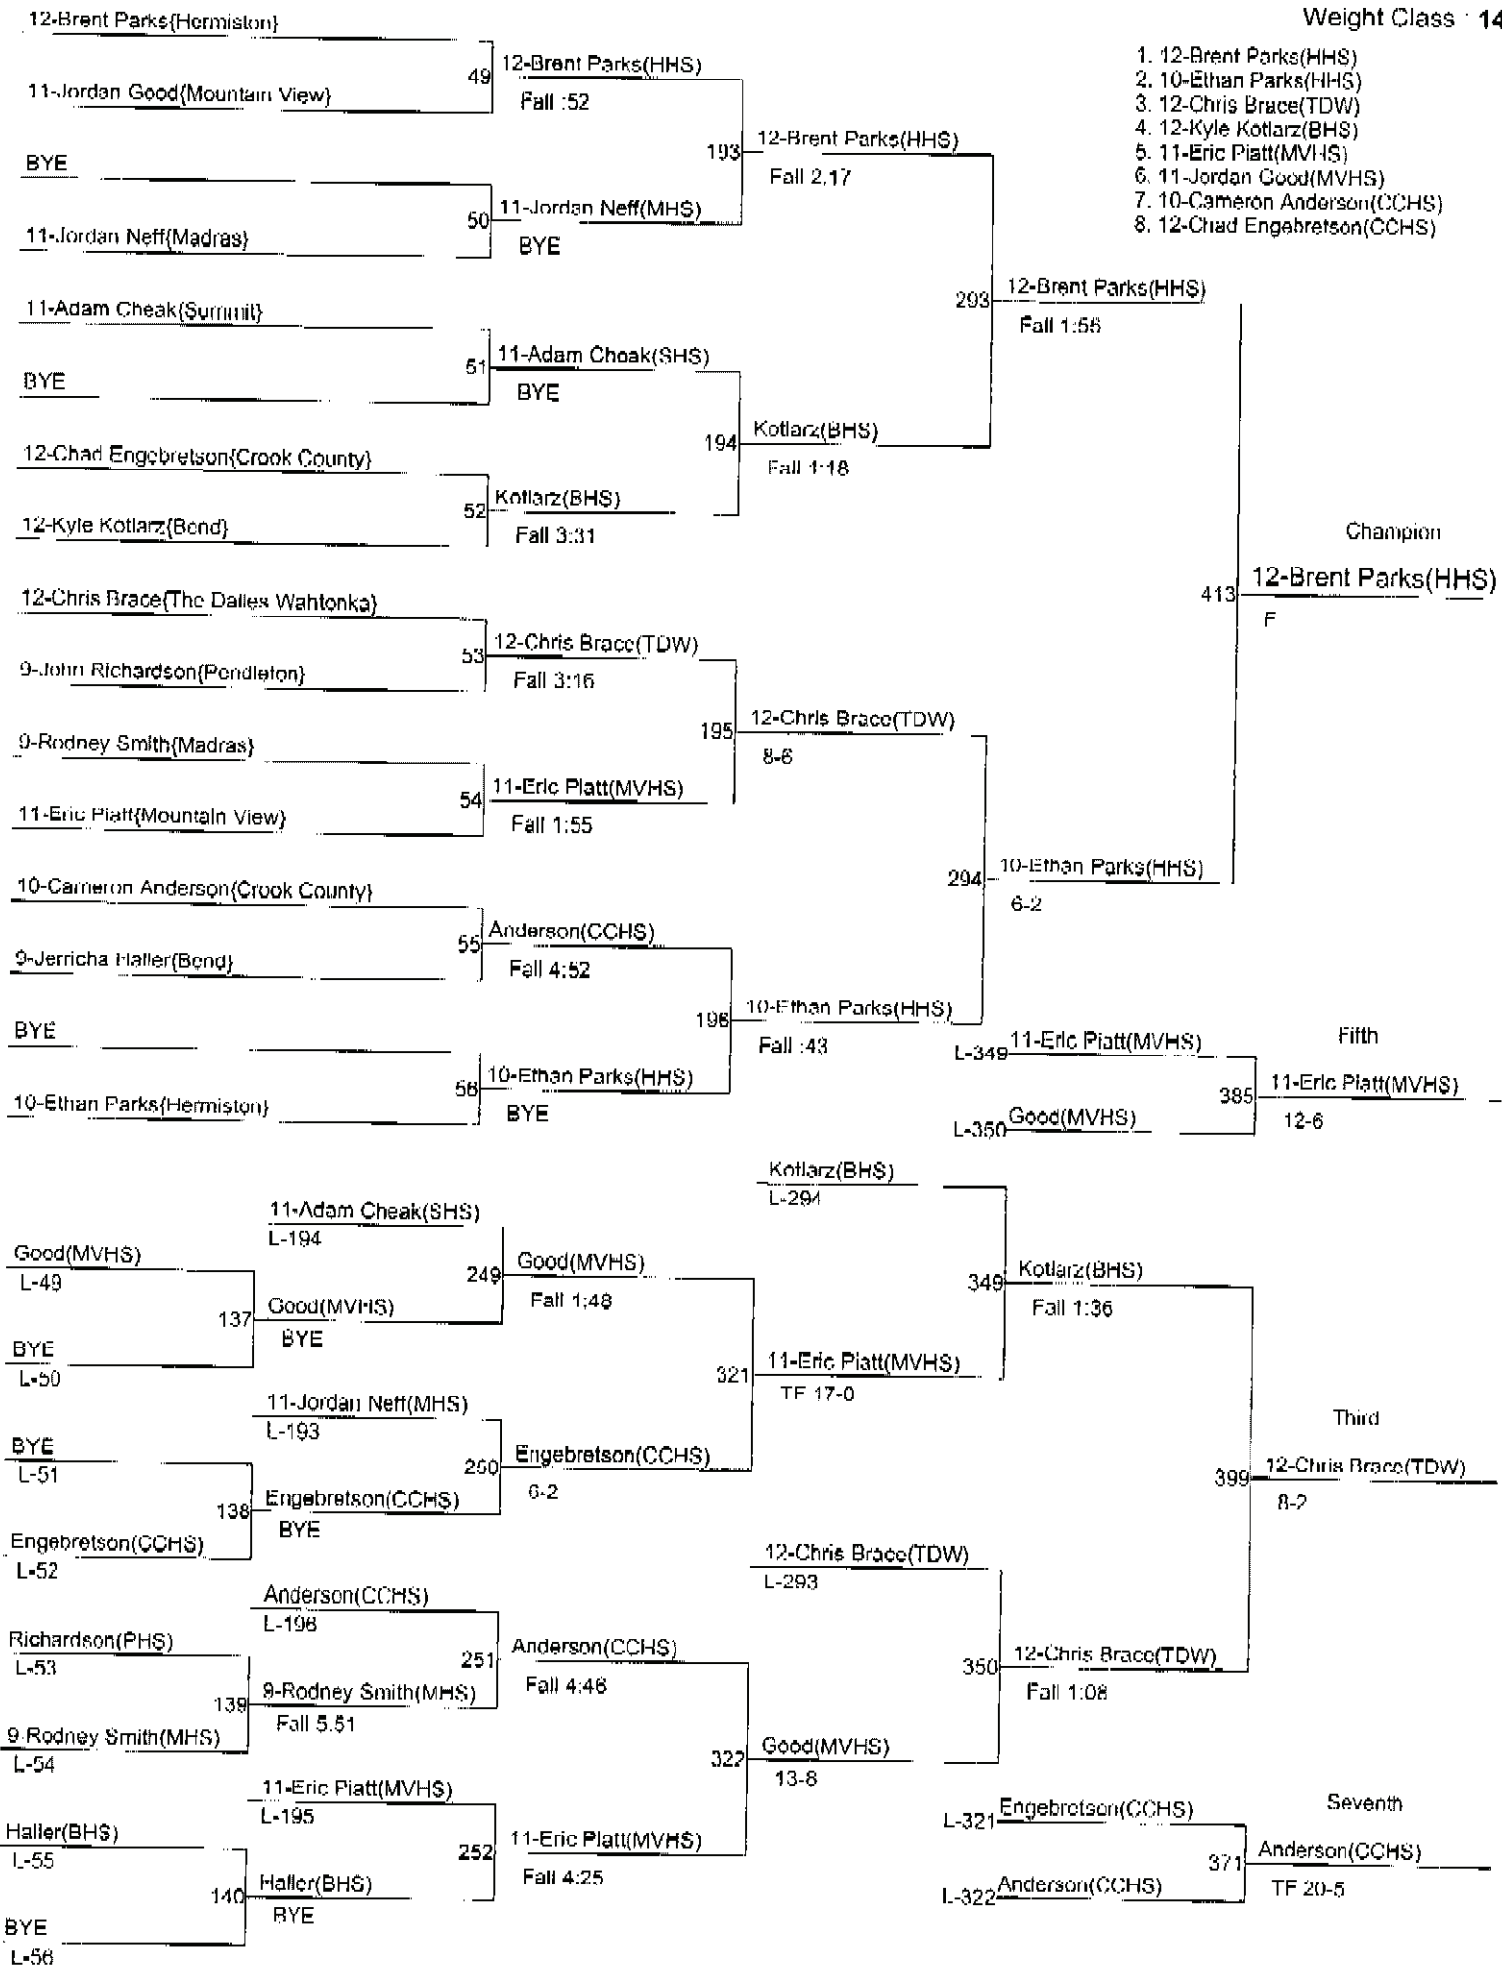 Weight Class : 14
1. 12-Brent Parks(HHS)
2. 10-Ethan Parks(HHS)
3. 12-Chris Brace(TDW)
4. 12-Kyle Kotlarz(BHS)
5. 11-Eric Piatt(MVHS)
6. 11-Jordan Good(MVHS)
7. 10-Cameron Anderson(CCHS)
8. 12-Chad Engebretson(CCHS)
12-Brent Parks{Hermiston}
49
12-Brent Parks(HHS)
Fall :52
11-Jordan Good{Mountain View}
193
12-Brent Parks(HHS)
Fall 2:17
BYE
50
11-Jordan Neff(MHS)
BYE
11-Jordan Neff{Madras}
293
12-Brent Parks(HHS)
Fall 1:56
11-Adam Cheak{Summit}
51
11-Adam Cheak(SHS)
BYE
BYE
194
Kotlarz(BHS)
Fall 1:18
12-Chad Engebretson{Crook County}
52
Kotlarz(BHS)
Fall 3:31
12-Kyle Kotlarz{Bend}
Champion
413
12-Brent Parks(HHS)
F
12-Chris Brace{The Dalles Wahtonka}
53
12-Chris Brace(TDW)
Fall 3:16
9-John Richardson{Pendleton}
195
12-Chris Brace(TDW)
8-6
9-Rodney Smith{Madras}
54
11-Eric Piatt(MVHS)
Fall 1:55
11-Eric Piatt{Mountain View}
294
10-Ethan Parks(HHS)
6-2
10-Cameron Anderson{Crook County}
55
Anderson(CCHS)
Fall 4:52
9-Jerricha Haller{Bend}
196
10-Ethan Parks(HHS)
Fall :43
BYE
56
10-Ethan Parks(HHS)
BYE
10-Ethan Parks{Hermiston}
Fifth
L-349
11-Eric Piatt(MVHS)
385
11-Eric Piatt(MVHS)
12-6
L-350
Good(MVHS)
Kotlarz(BHS)
L-294
11-Adam Cheak(SHS)
L-194
Good(MVHS)
L-49
249
Good(MVHS)
Fall 1:48
349
Kotlarz(BHS)
Fall 1:36
137
Good(MVHS)
BYE
BYE
L-50
321
11-Eric Piatt(MVHS)
TF 17-0
11-Jordan Neff(MHS)
L-193
Third
BYE
L-51
250
Engebretson(CCHS)
6-2
399
12-Chris Brace(TDW)
8-2
138
Engebretson(CCHS)
BYE
Engebretson(CCHS)
L-52
12-Chris Brace(TDW)
L-293
Anderson(CCHS)
L-196
Richardson(PHS)
L-53
251
Anderson(CCHS)
Fall 4:46
350
12-Chris Brace(TDW)
Fall 1:08
139
9-Rodney Smith(MHS)
Fall 5:51
9-Rodney Smith(MHS)
L-54
322
Good(MVHS)
13-8
11-Eric Piatt(MVHS)
L-195
Seventh
Haller(BHS)
L-55
252
11-Eric Piatt(MVHS)
Fall 4:25
L-321
Engebretson(CCHS)
371
Anderson(CCHS)
TF 20-5
140
Haller(BHS)
BYE
L-322
Anderson(CCHS)
BYE
L-56